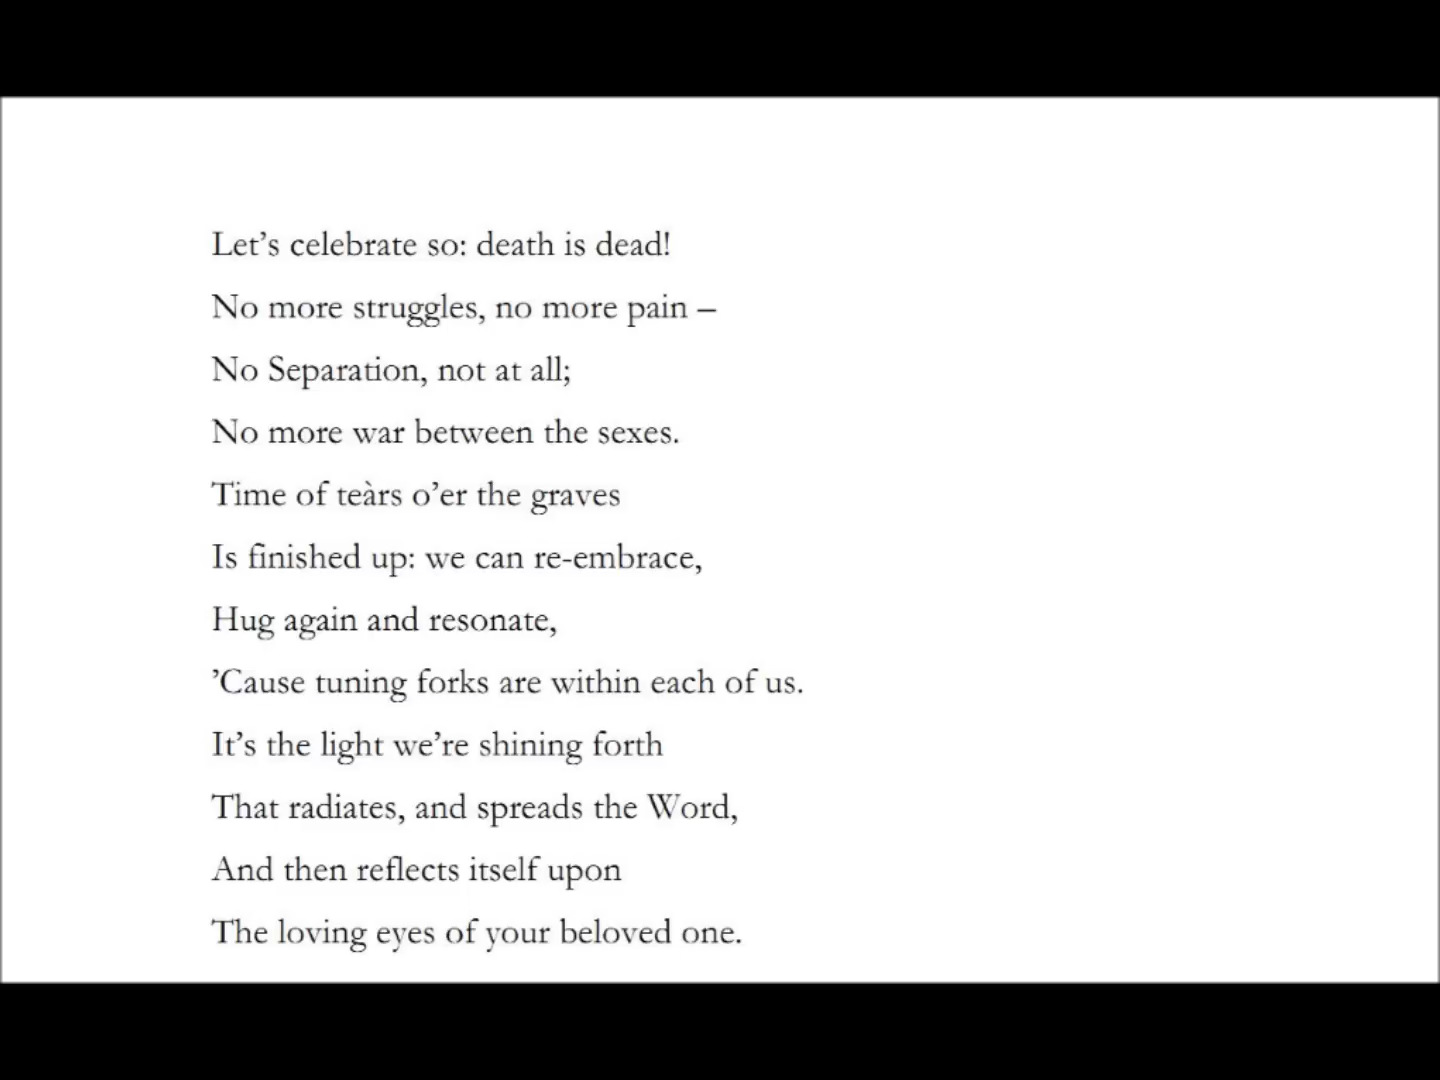 Let’s celebrate so: death is dead!
No more struggles, no more pain –
No Separation, not at all;
No more war between the sexes.
Time of teàrs o’er the graves
Is finished up: we can re-embrace,
Hug again and resonate,
’Cause tuning forks are within each of us.
It’s the light we’re shining forth
That radiates, and spreads the Word,
And then reflects itself upon
The loving eyes of your beloved one.